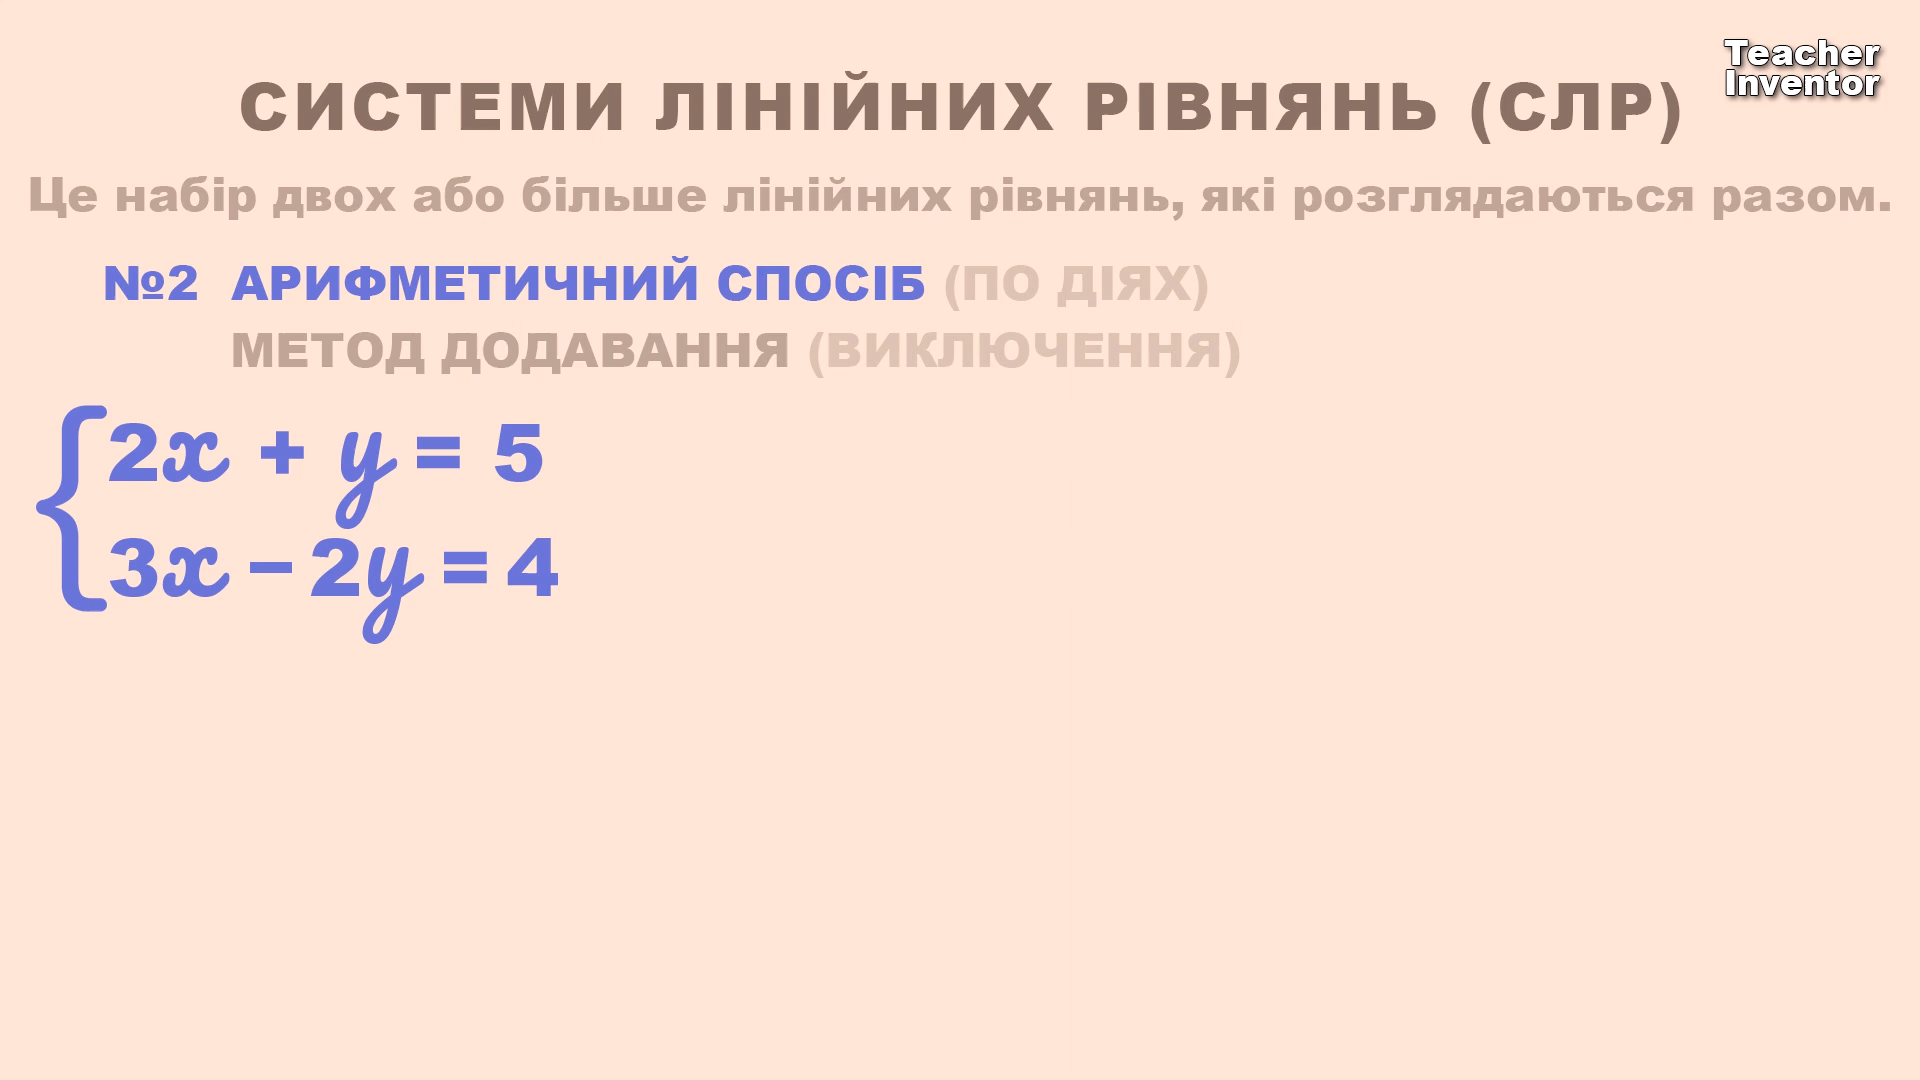 СИСТЕМИ ЛІНІЙНИХ РІВНЯНЬ (СЛР)
Teacher
Inventor
Це набір двох або більше лінійних рівнянь, які розглядаються разом.
№2 АРИФМЕТИЧНИЙ СПОСІБ (ПО ДІЯХ)
МЕТОД ДОДАВАННЯ (ВИКЛЮЧЕННЯ)
2x + y = 5
3x – 2y = 4